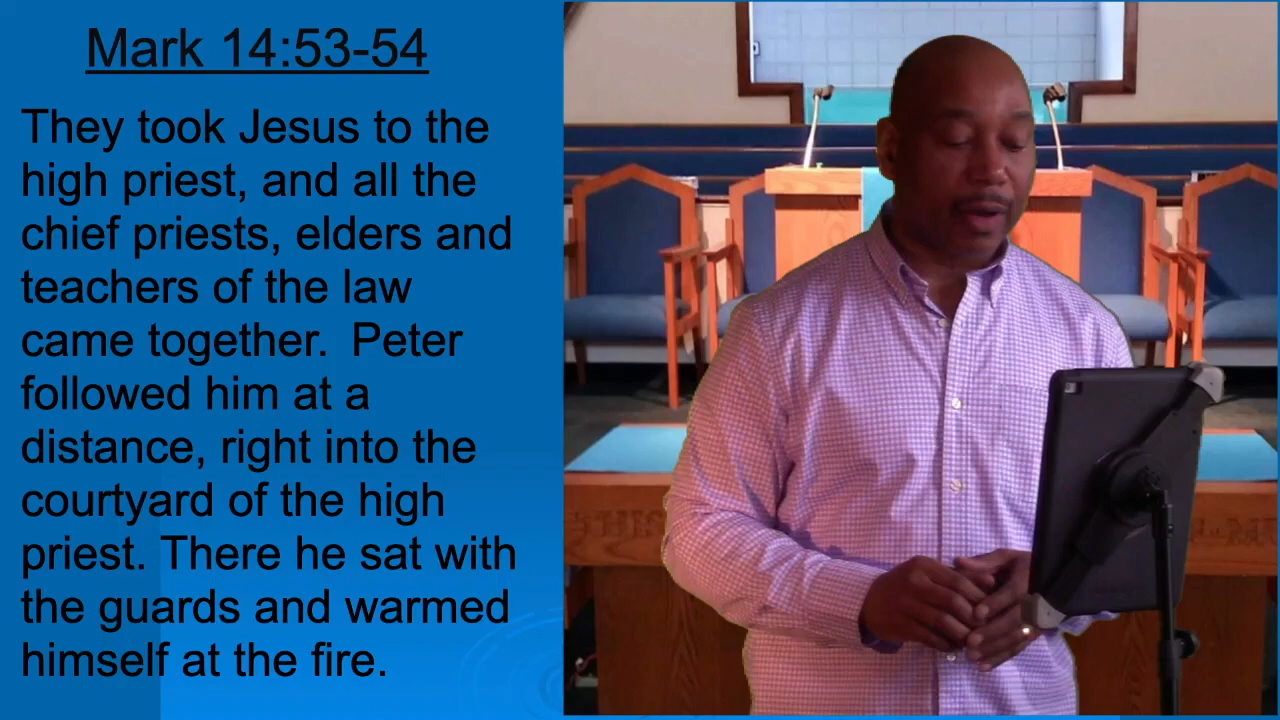 Mark 14:53-54
They took Jesus to the
high priest, and all the
chief priests, elders and
teachers of the law
came together. Peter
followed him at a
distance, right into the
courtyard of the high
priest. There he sat with
the guards and warmed
himself at the fire.